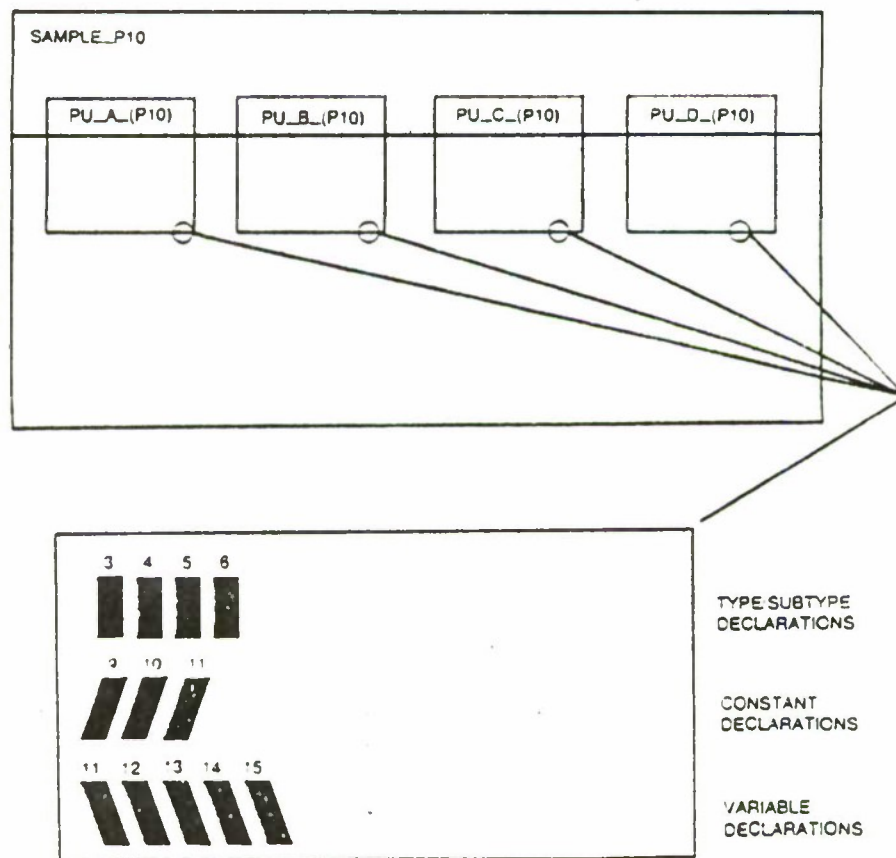 SAMPLE_P10
PU_A_(P10) PU_B_(P10) PU_C_(P10) PU_D_(P10)
3 4 5 6
TYPE/SUBTYPE
DECLARATIONS
9 10 11
CONSTANT
DECLARATIONS
11 12 13 14 15
VARIABLE
DECLARATIONS